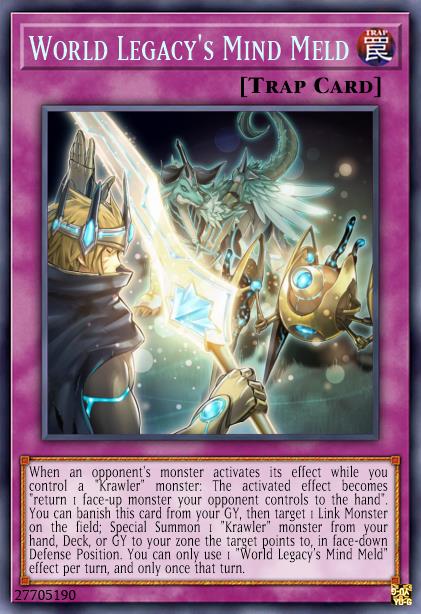 World Legacy's Mind Meld
TRAP
罠
[Trap Card]
When an opponent's monster activates its effect while you
control a "Krawler" monster: The activated effect becomes
"return 1 face-up monster your opponent controls to the hand".
You can banish this card from your GY, then target 1 Link Monster
on the field; Special Summon 1 "Krawler" monster from your
hand, Deck, or GY to your zone the target points to, in face-down
Defense Position. You can only use 1 "World Legacy's Mind Meld"
effect per turn, and only once that turn.
27705190